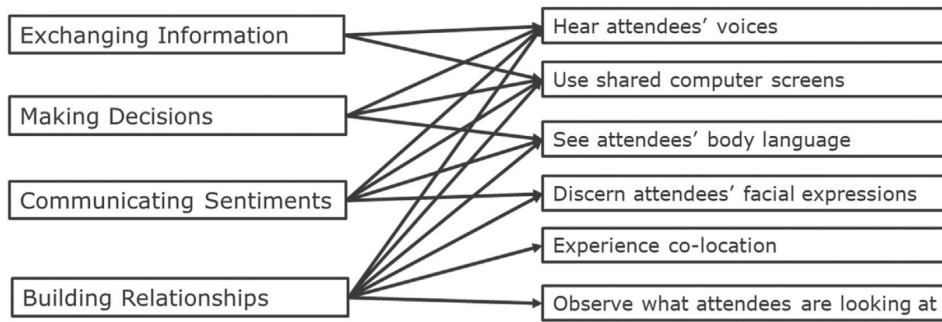 Exchanging Information
Making Decisions
Communicating Sentiments
Building Relationships
Hear attendees’ voices
Use shared computer screens
See attendees’ body language
Discern attendees’ facial expressions
Experience co-location
Observe what attendees are looking at